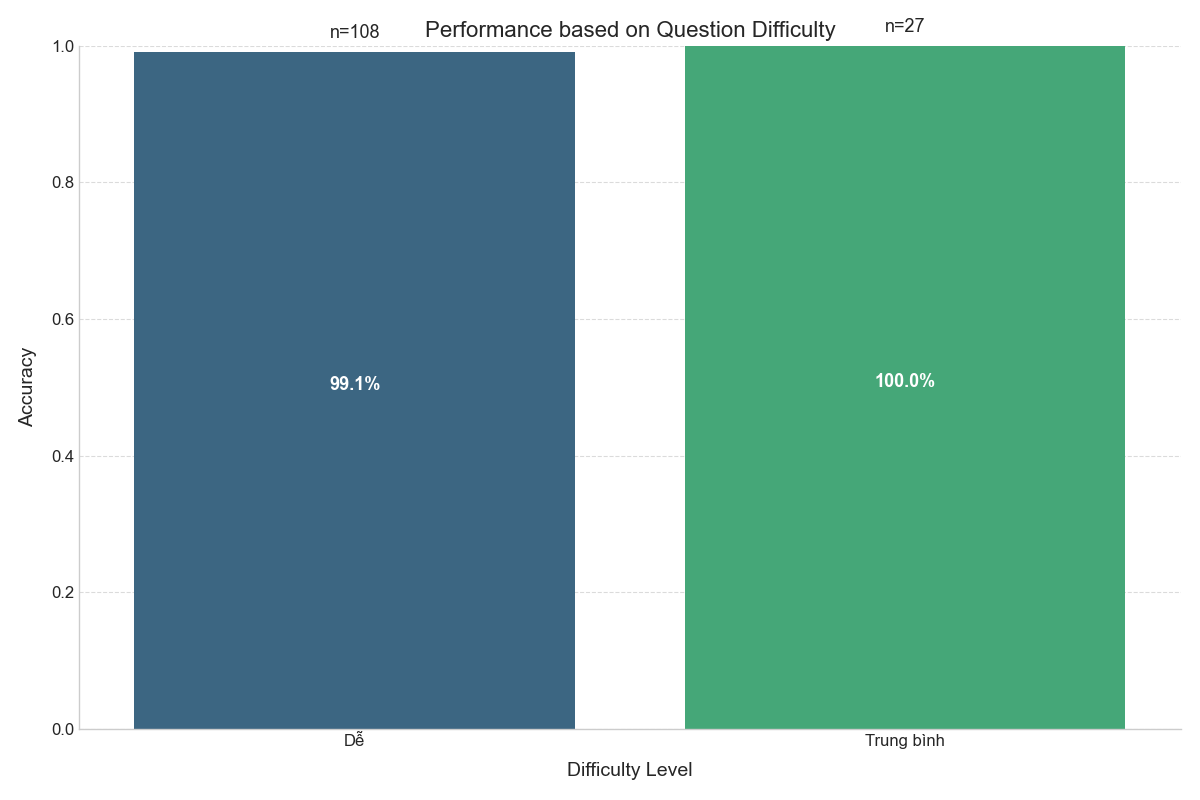 Performance based on Question Difficulty
n=108
n=27
Accuracy
1.0
0.8
0.6
0.4
0.2
0.0
99.1%
100.0%
Dễ
Trung bình
Difficulty Level